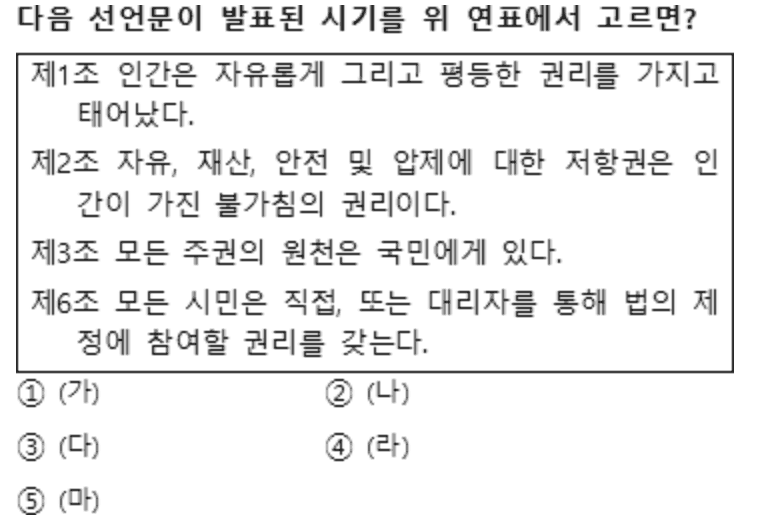 다음 선언문이 발표된 시기를 위 연표에서 고르면?
제1조 인간은 자유롭게 그리고 평등한 권리를 가지고
태어났다.
제2조 자유, 재산, 안전 및 압제에 대한 저항권은 인
간이 가진 불가침의 권리이다.
제3조 모든 주권의 원천은 국민에게 있다.
제6조 모든 시민은 직접, 또는 대리자를 통해 법의 제
정에 참여할 권리를 갖는다.
① (가) ② (나)
③ (다) ④ (라)
⑤ (마)